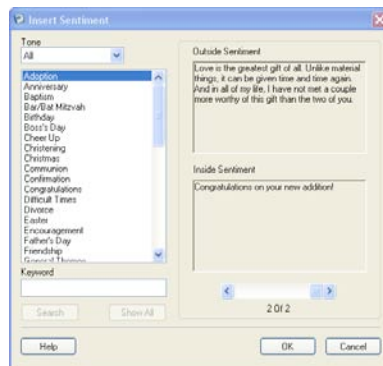 Insert Sentiment
Tone
All
Adoption
Anniversary
Baptism
Bar/Bat Mitzvah
Birthday
Boss's Day
Cheer Up
Christening
Christmas
Communion
Confirmation
Congratulations
Difficult Times
Divorce
Easter
Encouragement
Father's Day
Friendship
General Themes
Keyword
Search
Show All
Outside Sentiment
Love is the greatest gift of all. Unlike material
things, it can be given time and time again.
And in all of my life, I have not met a couple
more worthy of this gift than the two of you.
Inside Sentiment
Congratulations on your new addition!
2 Of 2
Help
OK
Cancel